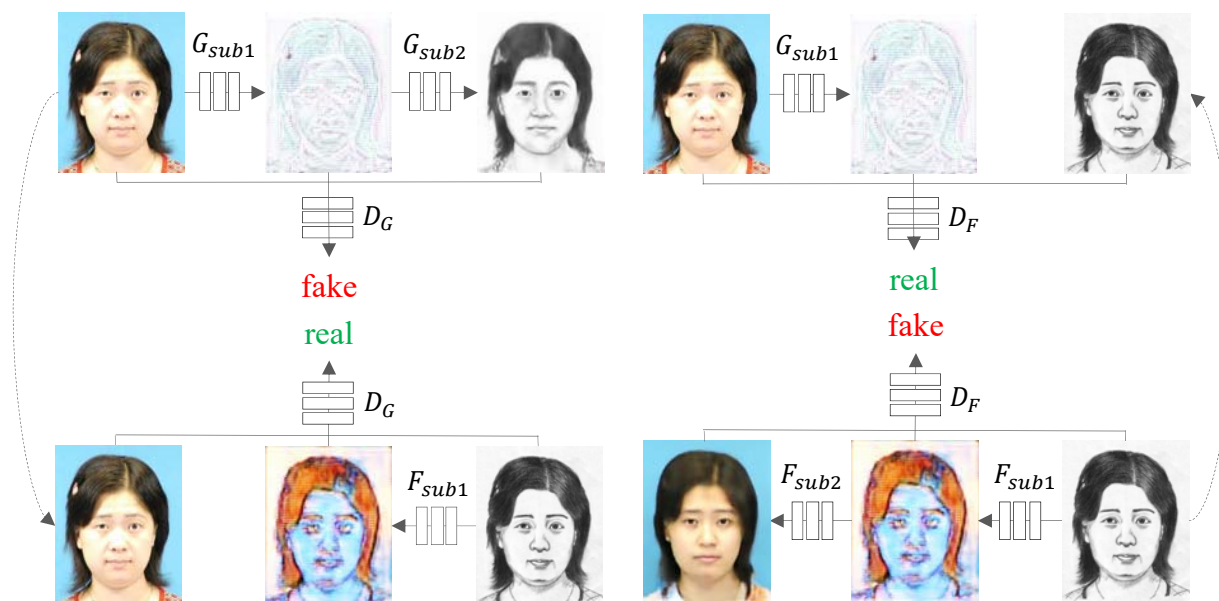 G_sub1 G_sub2 G_sub1
D_G D_F
fake real
real fake
D_G D_F
F_sub1 F_sub2 F_sub1